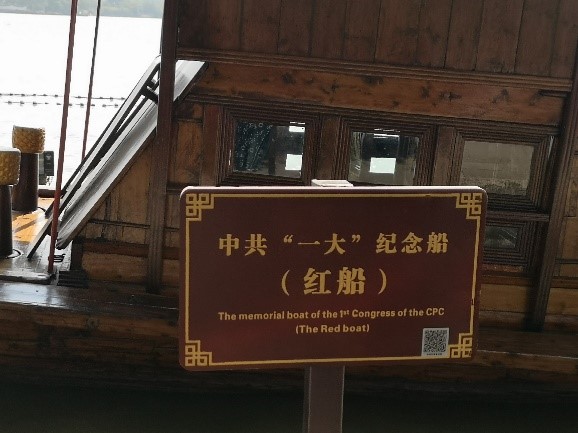 中共“一大”纪念船
（红船）
The memorial boat of the 1st Congress of the CPC
(The Red boat)